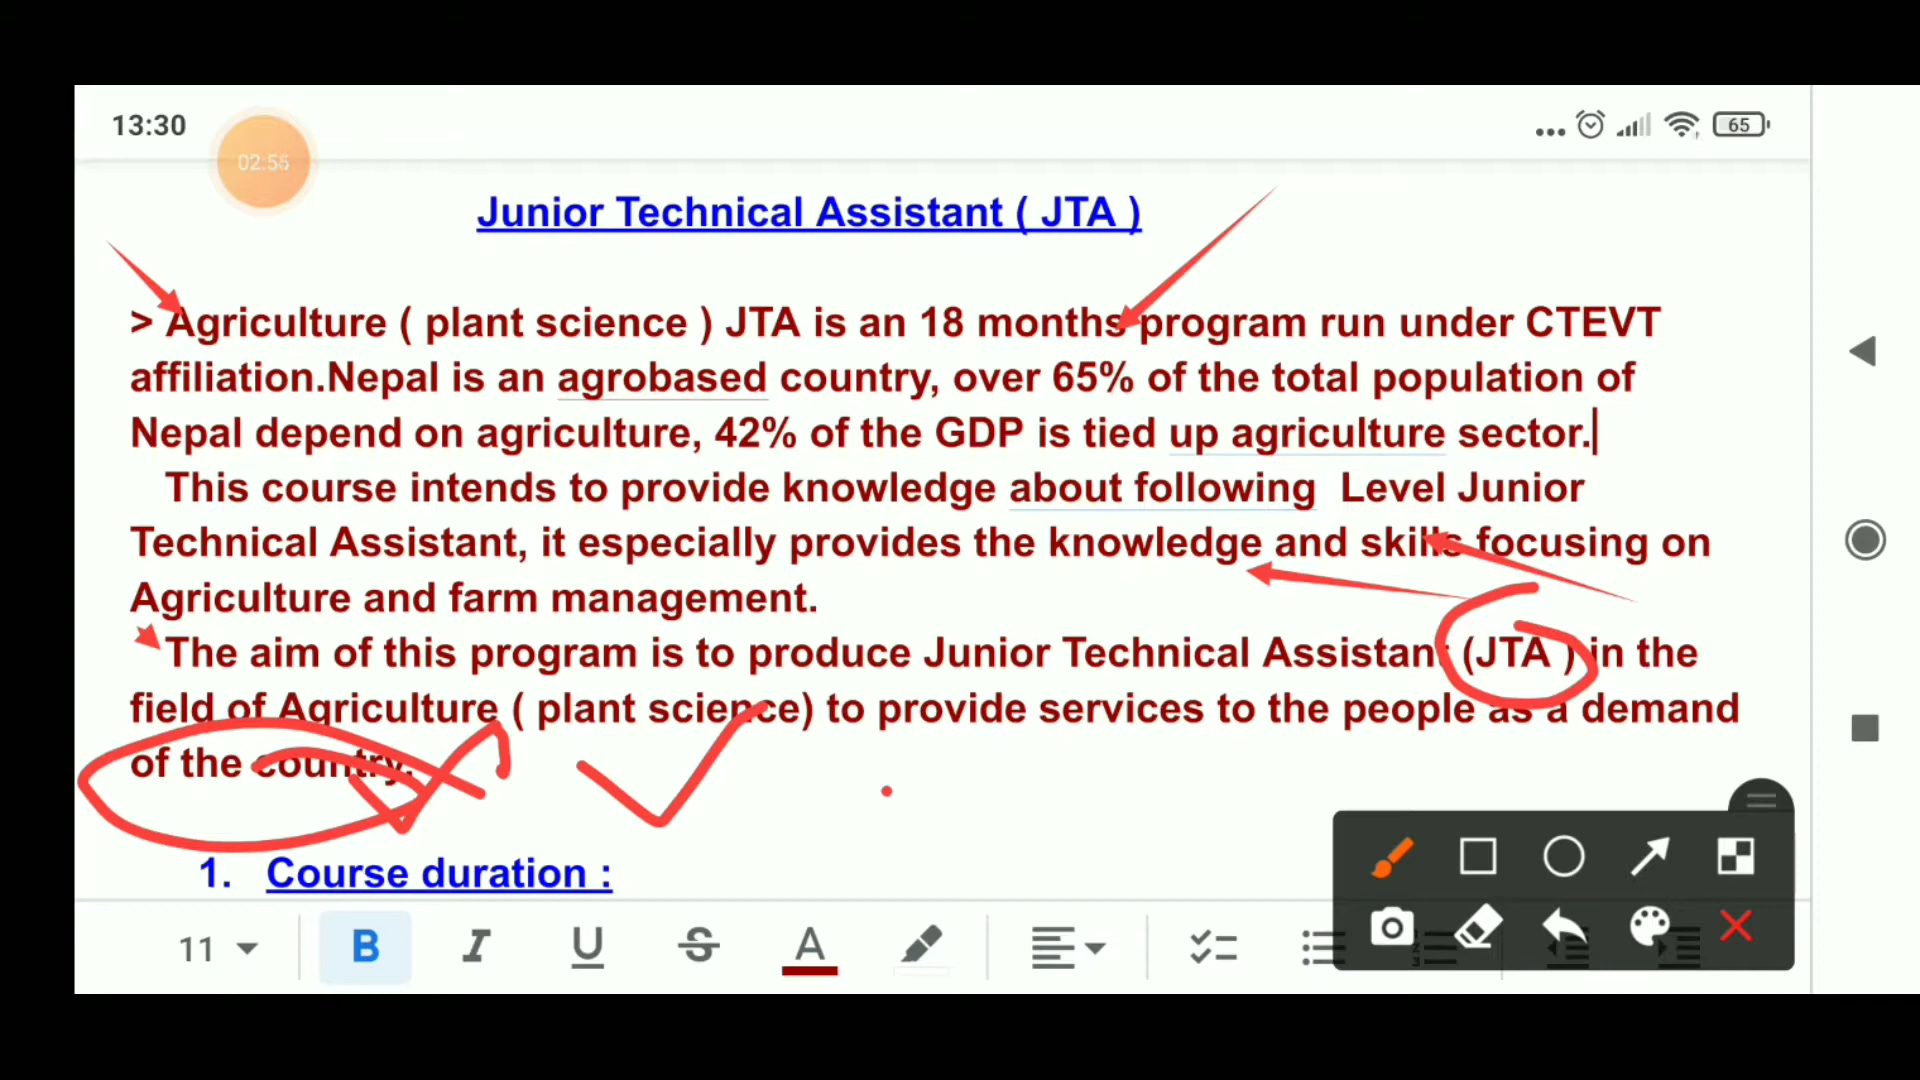 13:30
02:56
65
Junior Technical Assistant ( JTA )
> Agriculture ( plant science ) JTA is an 18 months program run under CTEVT
affiliation.Nepal is an agrobased country, over 65% of the total population of
Nepal depend on agriculture, 42% of the GDP is tied up agriculture sector.
This course intends to provide knowledge about following Level Junior
Technical Assistant, it especially provides the knowledge and skills focusing on
Agriculture and farm management.
The aim of this program is to produce Junior Technical Assistant (JTA ) in the
field of Agriculture ( plant science) to provide services to the people as a demand
of the country.
1. Course duration :
11 B I U S A